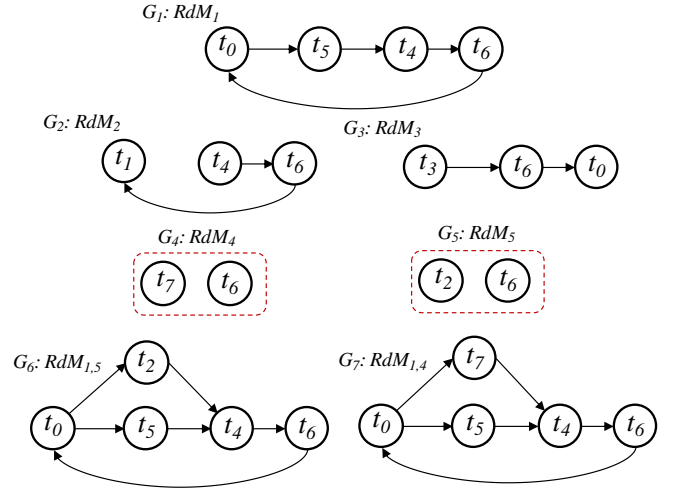 G1: RdM1
t0 t5 t4 t6
G2: RdM2
G3: RdM3
t1 t4 t6
t3 t6 t0
G4: RdM4
G5: RdM5
t7 t6
t2 t6
G6: RdM1,5
t2
G7: RdM1,4
t7
t0 t5 t4 t6
t0 t5 t4 t6